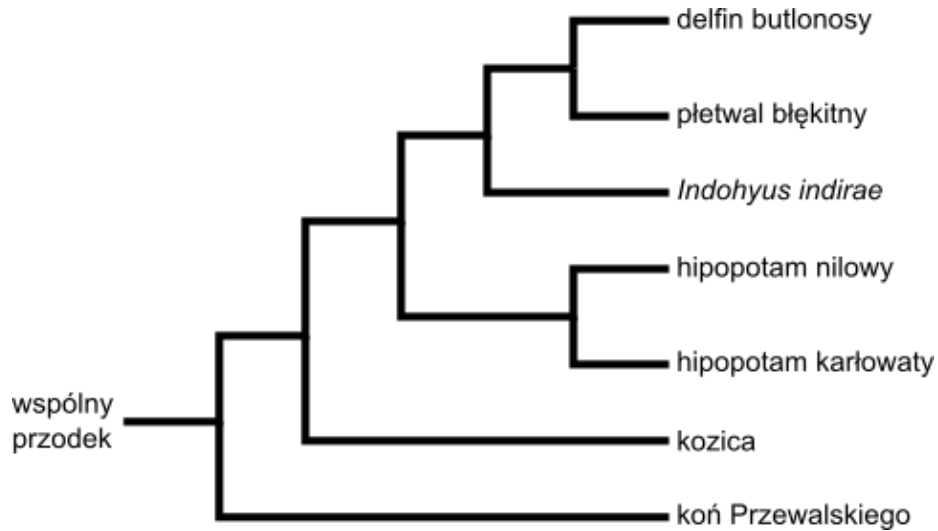 delfin butlonosy
płetwal błękitny
Indohyus indirae
hipopotam nilowy
hipopotam karłowaty
wspólny
przodek
kozica
koń Przewalskiego